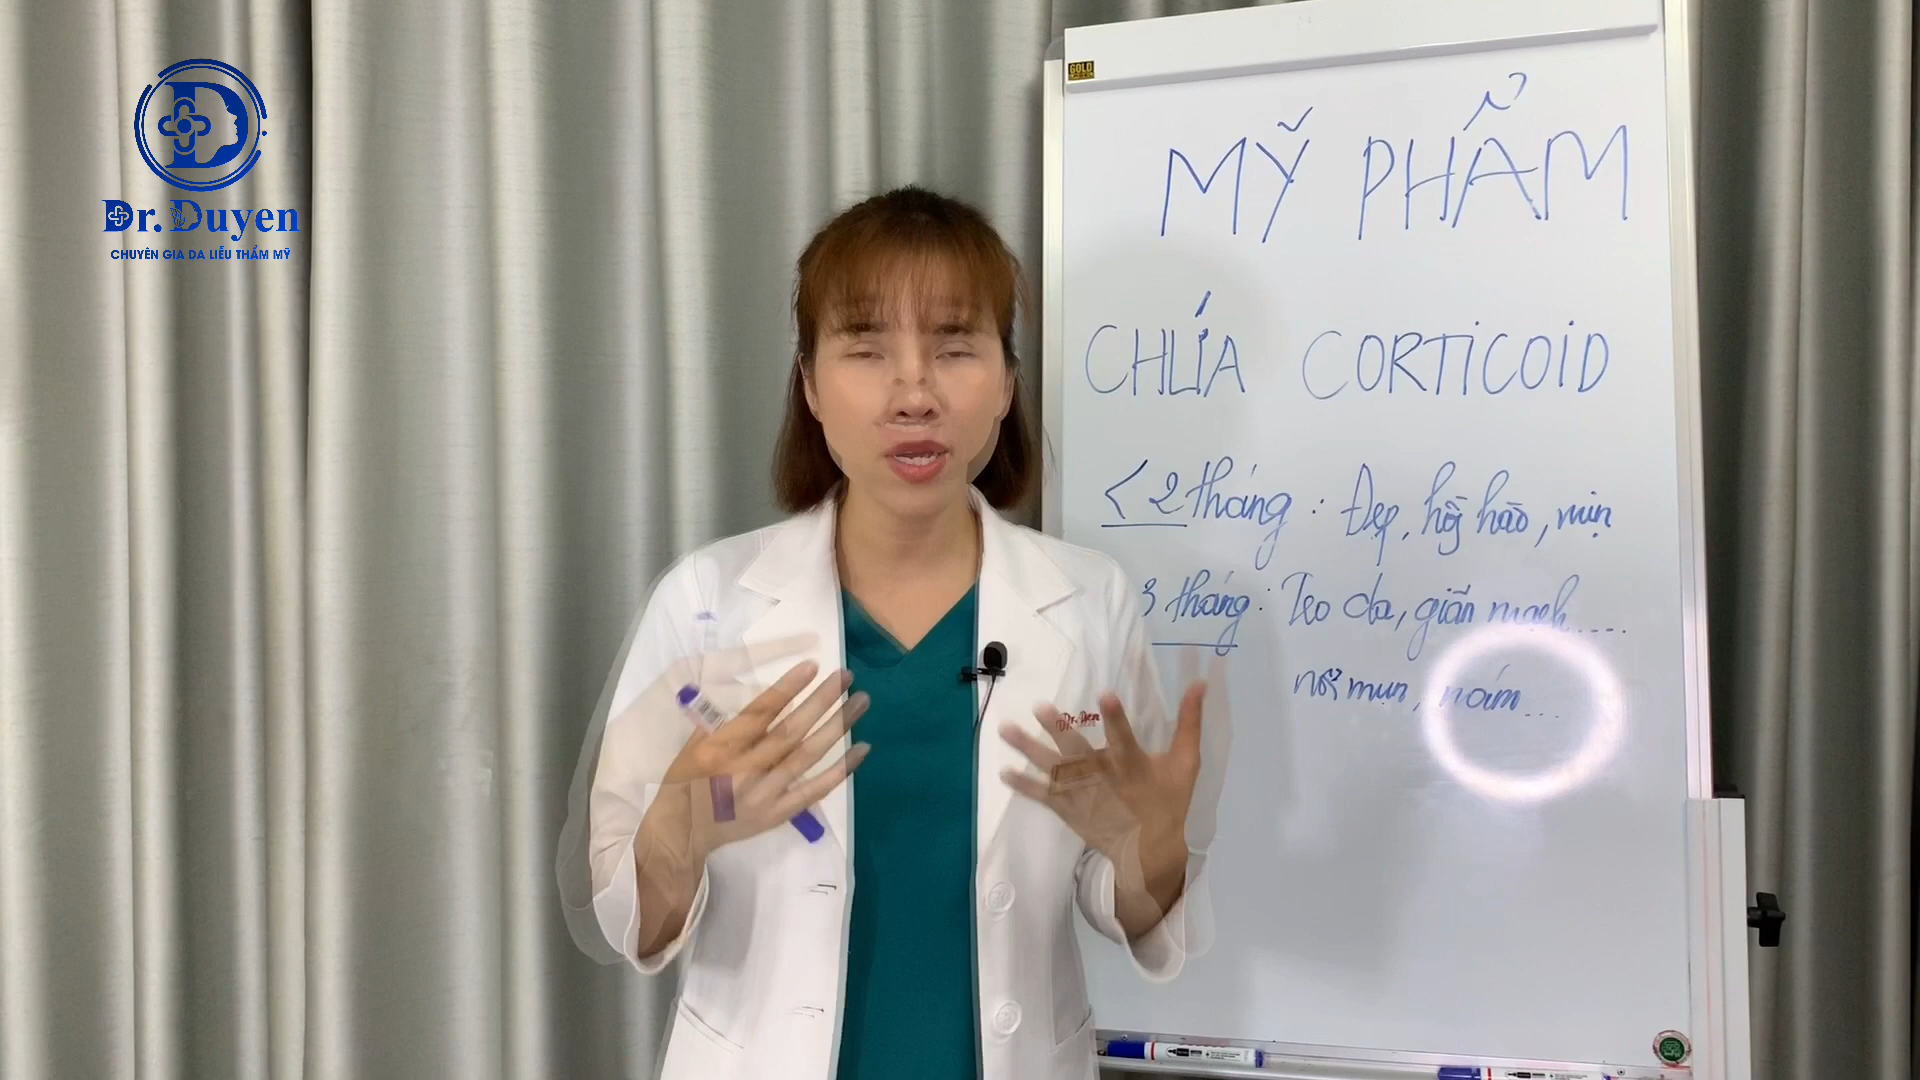 Dr. Duyen
CHUYÊN GIA DA LIỄU THẨM MỸ
GOLD
MỸ PHẨM
CHỨA CORTICOID
< 2 tháng : Đẹp, hồng hào, mịn
3 tháng : Teo da, giãn mạch....
nổi mụn, nám...